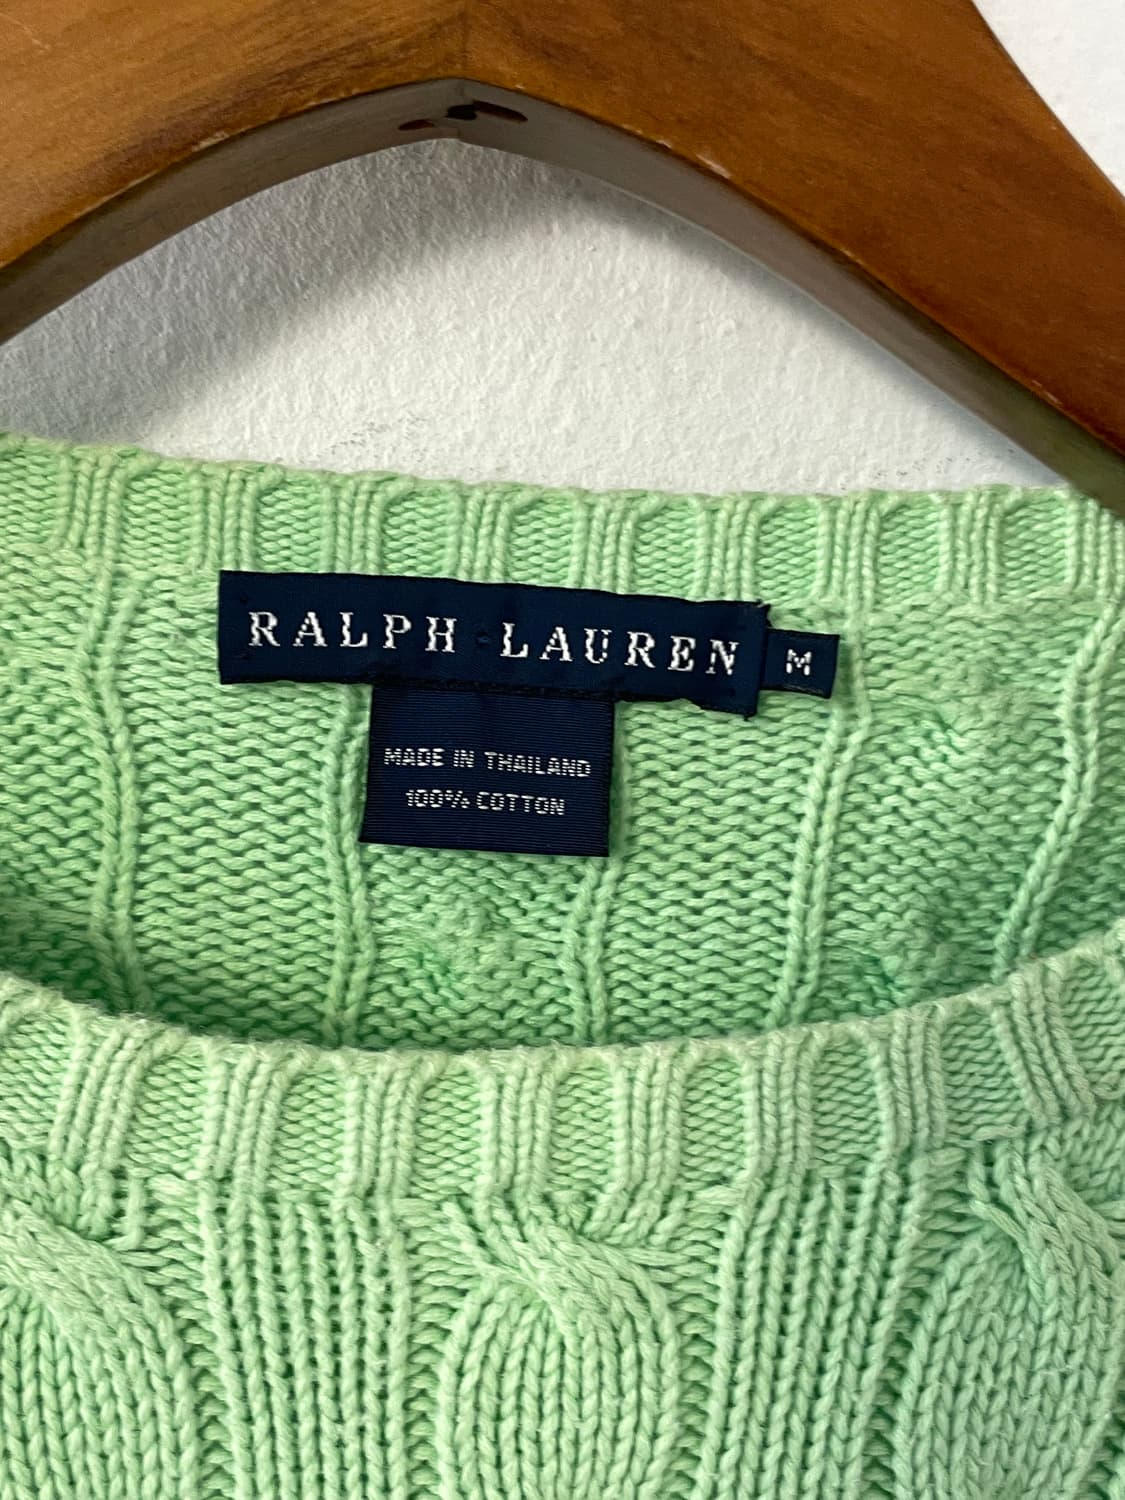 RALPH LAUREN
M
MADE IN THAILAND
100% COTTON